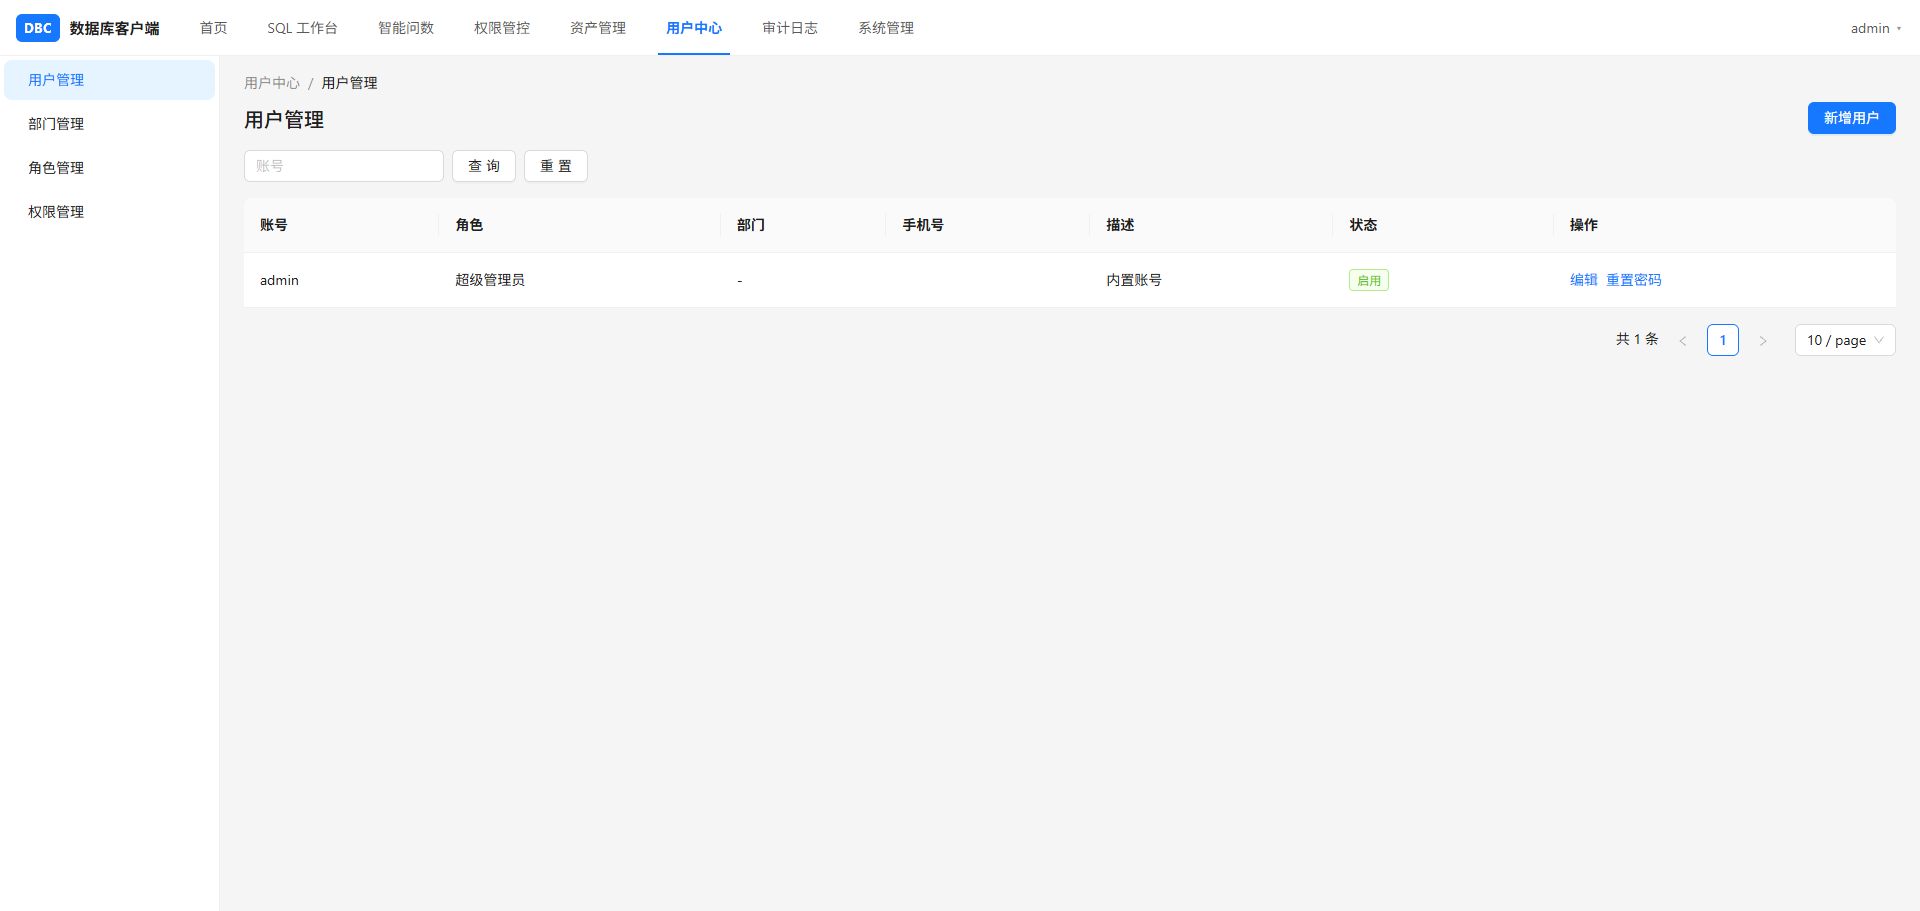 DBC 数据库客户端 首页 SQL 工作台 智能问数 权限管控 资产管理 用户中心 审计日志 系统管理 admin
用户管理
部门管理
角色管理
权限管理
用户中心 / 用户管理
用户管理 新增用户
账号 查 询 重 置
账号 角色 部门 手机号 描述 状态 操作
admin 超级管理员 - 内置账号 启用 编辑 重置密码
共 1 条 < 1 > 10 / page